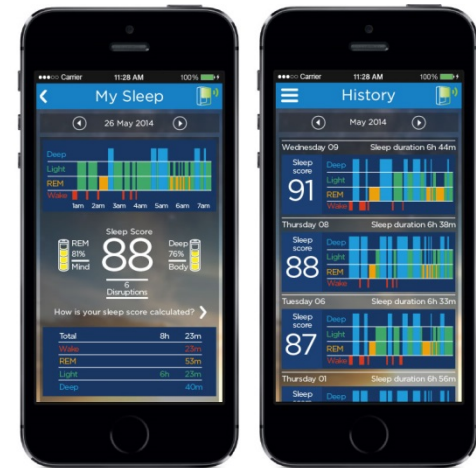 Carrier 11:28 AM 100%
My Sleep
26 May 2014
Deep
Light
REM
Wake
1am 2am 3am 4am 5am 6am 7am
Sleep Score
88
REM
81%
Mind
Deep
76%
Body
6
Disruptions
How is your sleep score calculated?
Total 8h 23m
Wake 23m
REM 53m
Light 6h 23m
Deep 40m
Carrier 11:28 AM 100%
History
May 2014
Wednesday 09 Sleep duration 6h 44m
Sleep
score
91
Deep
Light
REM
Wake
Thursday 08 Sleep duration 6h 38m
Sleep
score
88
Deep
Light
REM
Wake
Tuesday 06 Sleep duration 6h 33m
Sleep
score
87
Deep
Light
REM
Wake
Thursday 01 Sleep duration 6h 56m
Sleep
score
Deep